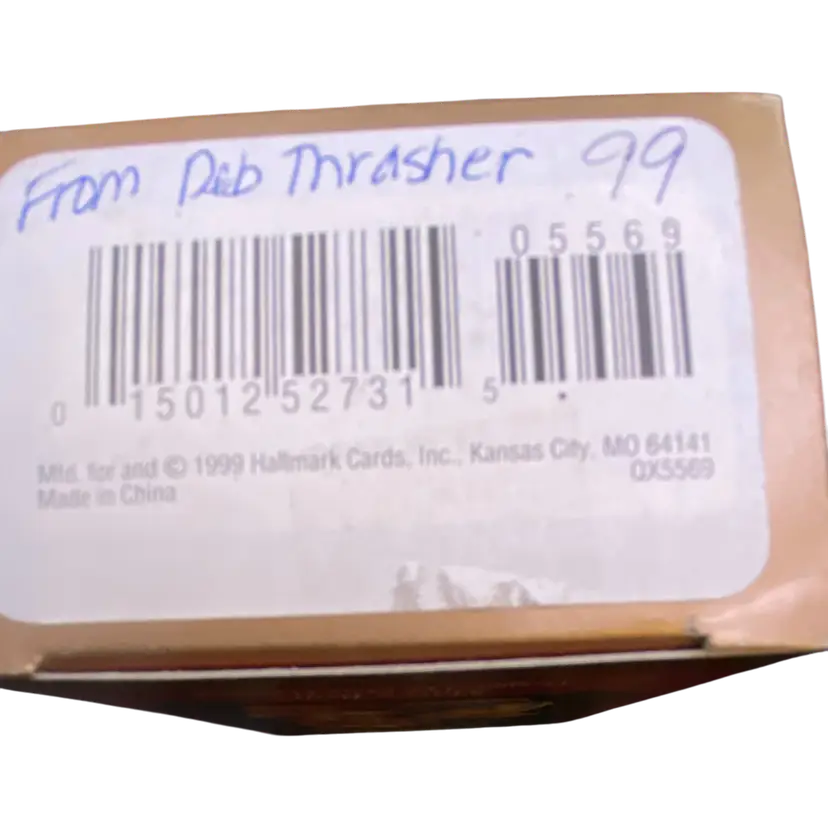 From Deb Thrasher 99
05569
0 15012 52731 5
Mfd. for and © 1999 Hallmark Cards, Inc., Kansas City, MO 64141
QX5569
Made in China